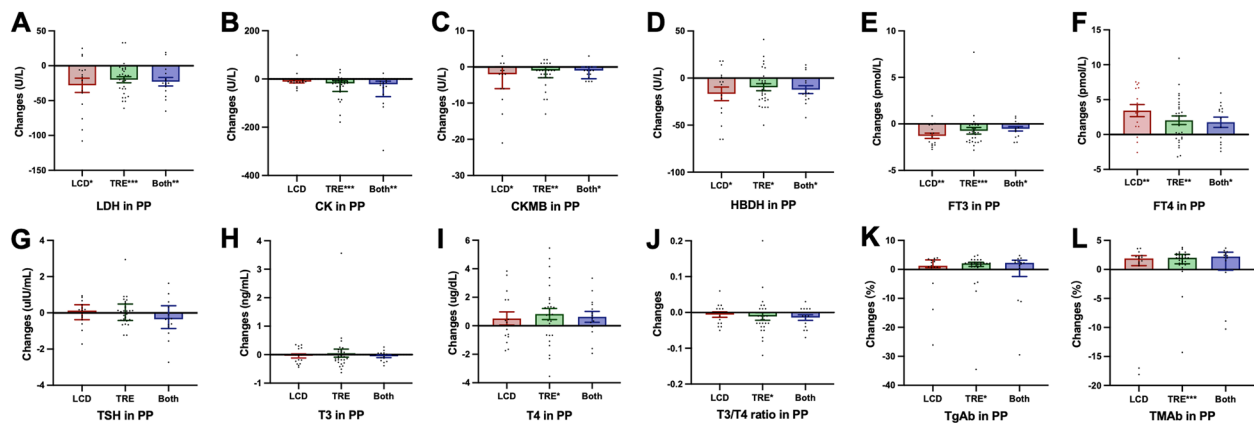 A
Changes (U/L)
50
0
-50
-100
-150
LCD* TRE*** Both**
LDH in PP
B
Changes (U/L)
200
0
-200
-400
LCD TRE*** Both**
CK in PP
C
Changes (U/L)
10
0
-10
-20
-30
LCD* TRE** Both*
CKMB in PP
D
Changes (U/L)
50
0
-50
-100
LCD* TRE* Both*
HBDH in PP
E
Changes (pmol/L)
10
5
0
-5
LCD** TRE*** Both*
FT3 in PP
F
Changes (pmol/L)
15
10
5
0
-5
LCD** TRE** Both*
FT4 in PP
G
Changes (uIU/mL)
4
2
0
-2
-4
LCD TRE Both
TSH in PP
H
Changes (ng/mL)
4
3
2
1
0
-1
LCD TRE Both
T3 in PP
I
Changes (ug/dL)
6
4
2
0
-2
-4
LCD TRE* Both
T4 in PP
J
Changes
0.2
0.1
0.0
-0.1
0.2
LCD TRE* Both
T3/T4 ratio in PP
K
Changes (%)
10
0
-10
-20
-30
-40
LCD TRE* Both
TgAb in PP
L
Changes (%)
5
0
-5
-10
-15
-20
LCD TRE*** Both
TMAb in PP